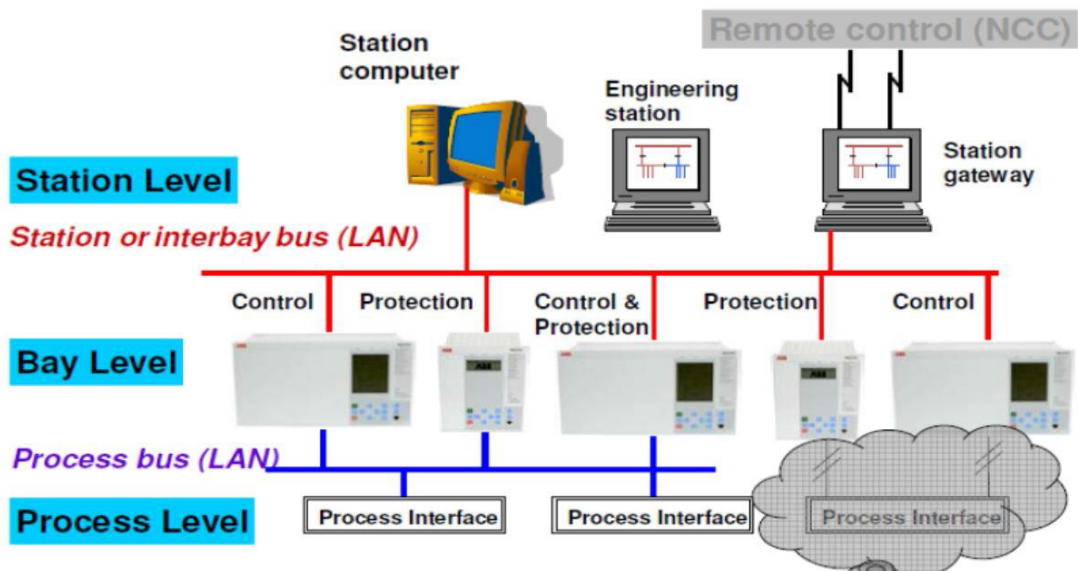 Remote control (NCC)
Station
computer
Engineering
station
Station
gateway
Station Level
Station or interbay bus (LAN)
Control
Protection
Control &
Protection
Protection
Control
Bay Level
ABB
Process bus (LAN)
Process Level
Process Interface
Process Interface
Process Interface